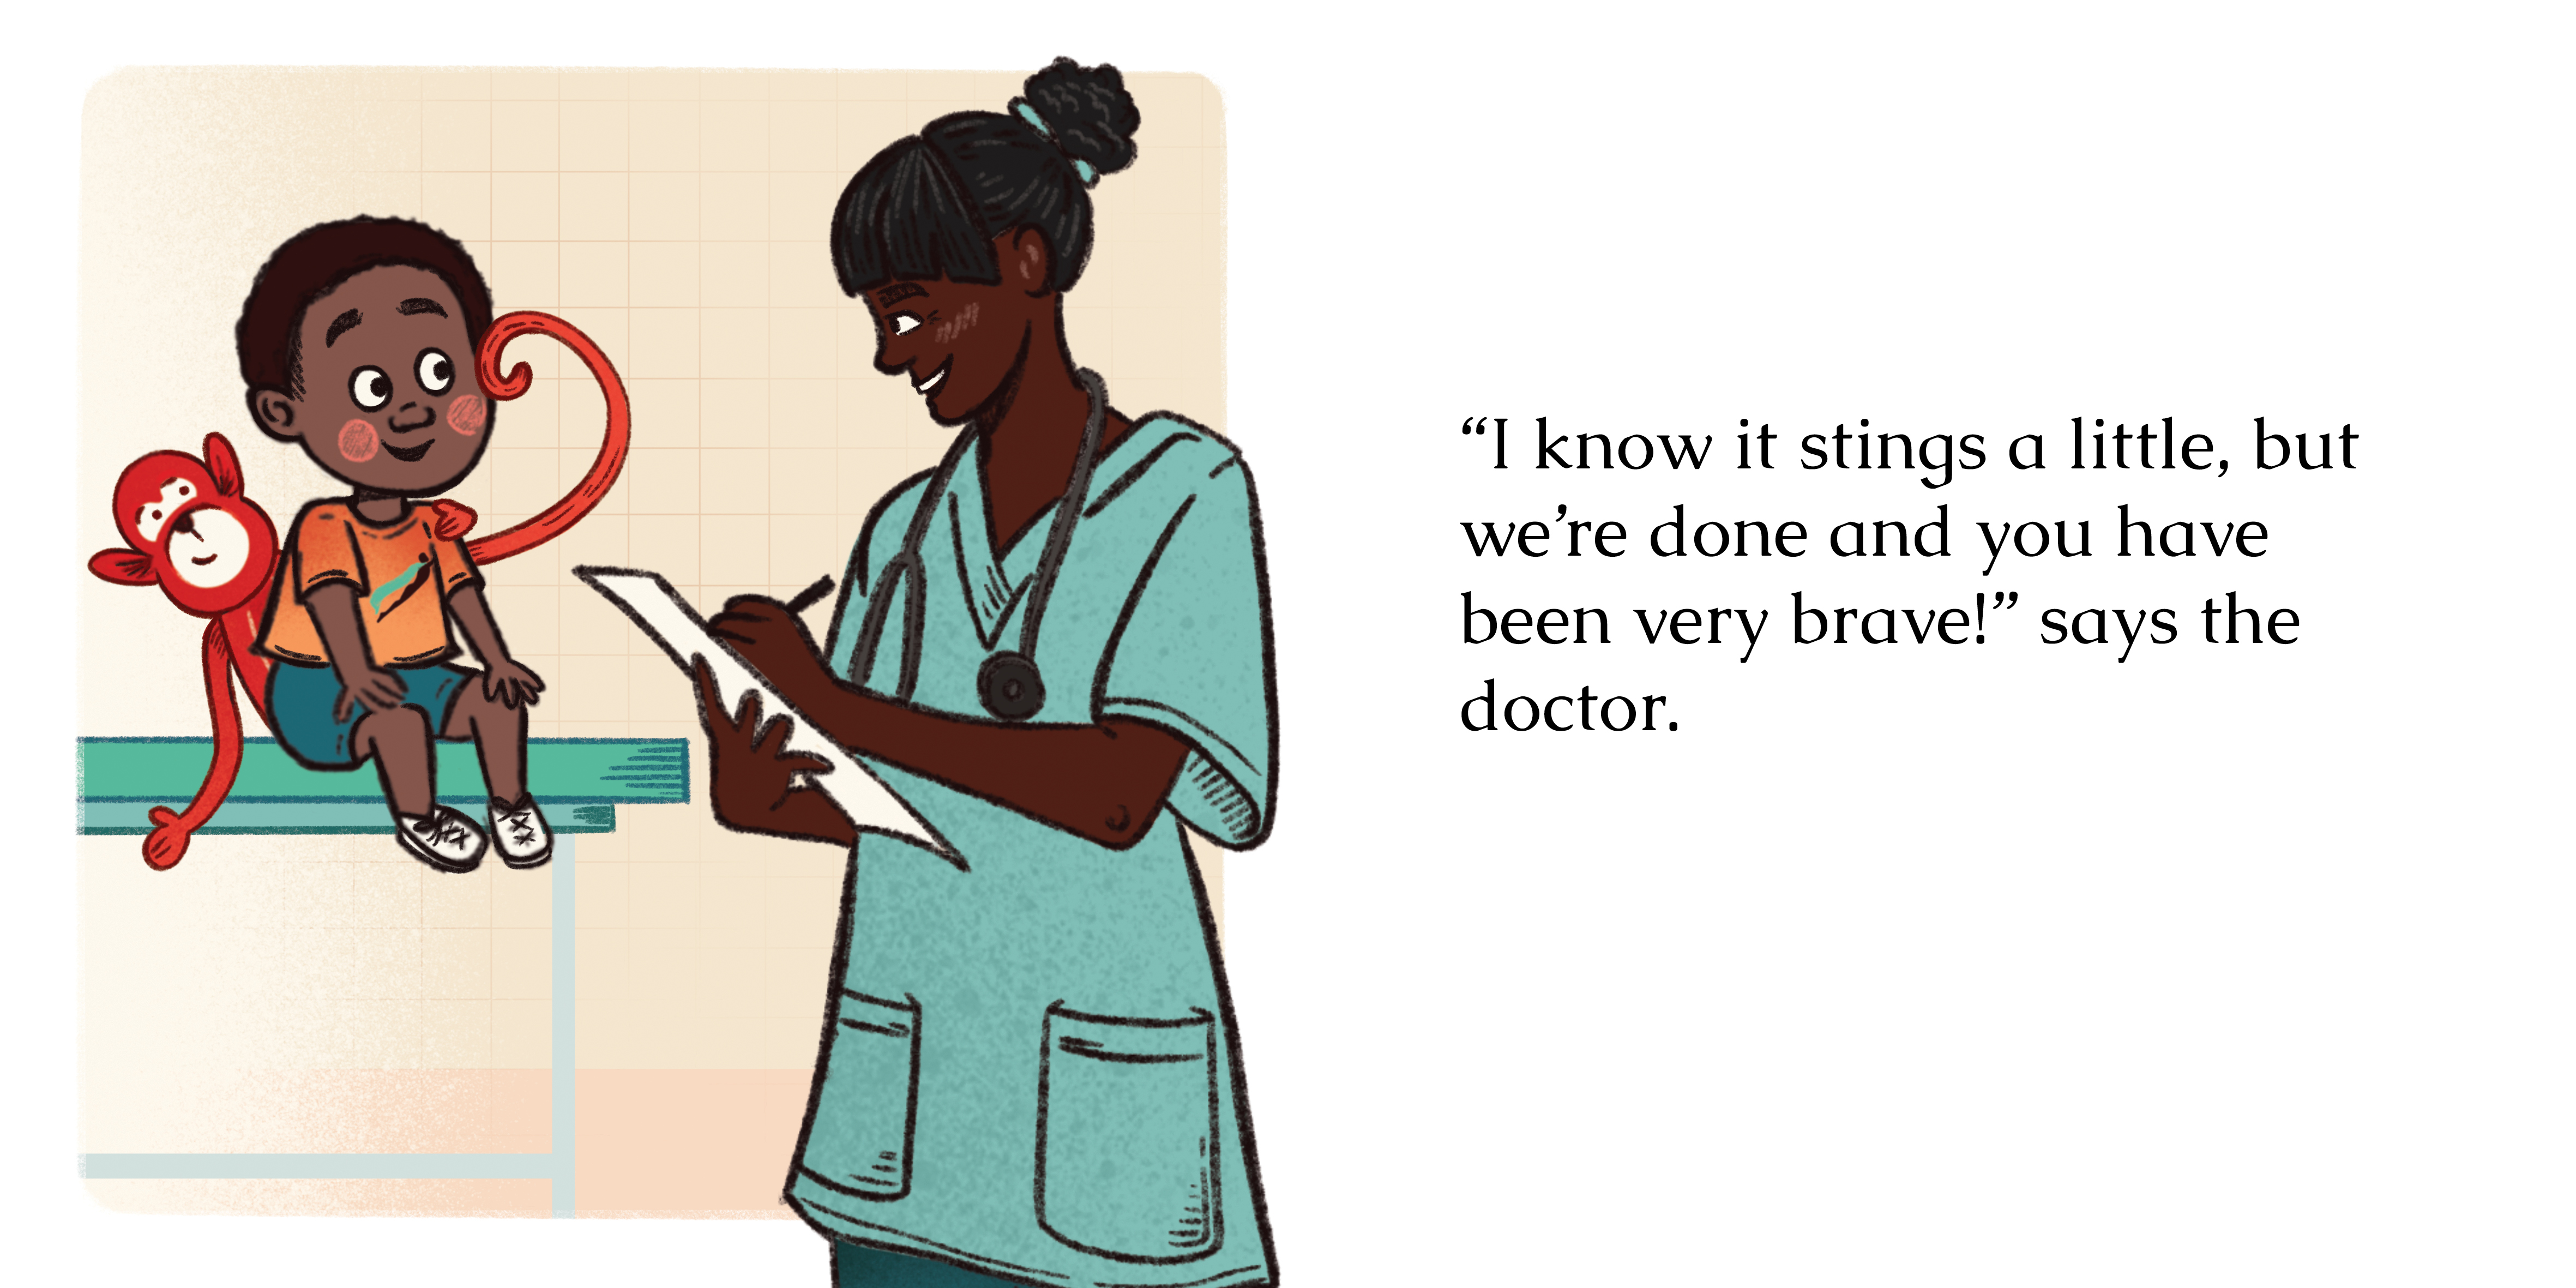 “I know it stings a little, but
we’re done and you have
been very brave!” says the
doctor.